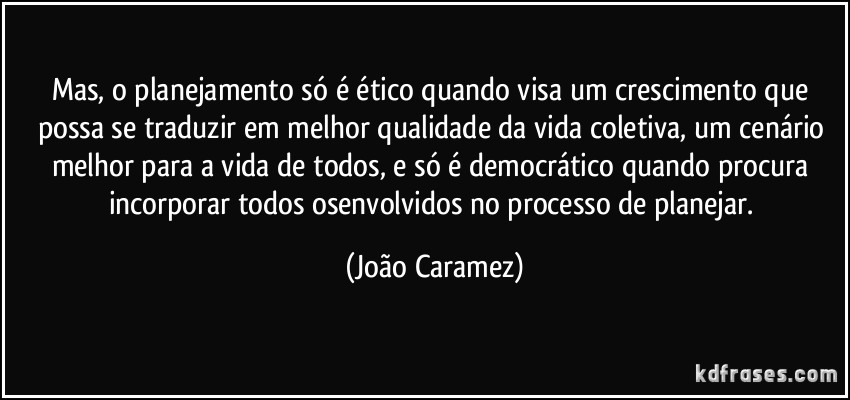 Mas, o planejamento só é ético quando visa um crescimento que
possa se traduzir em melhor qualidade da vida coletiva, um cenário
melhor para a vida de todos, e só é democrático quando procura
incorporar todos osenvolvidos no processo de planejar.
(João Caramez)
kdfrases.com